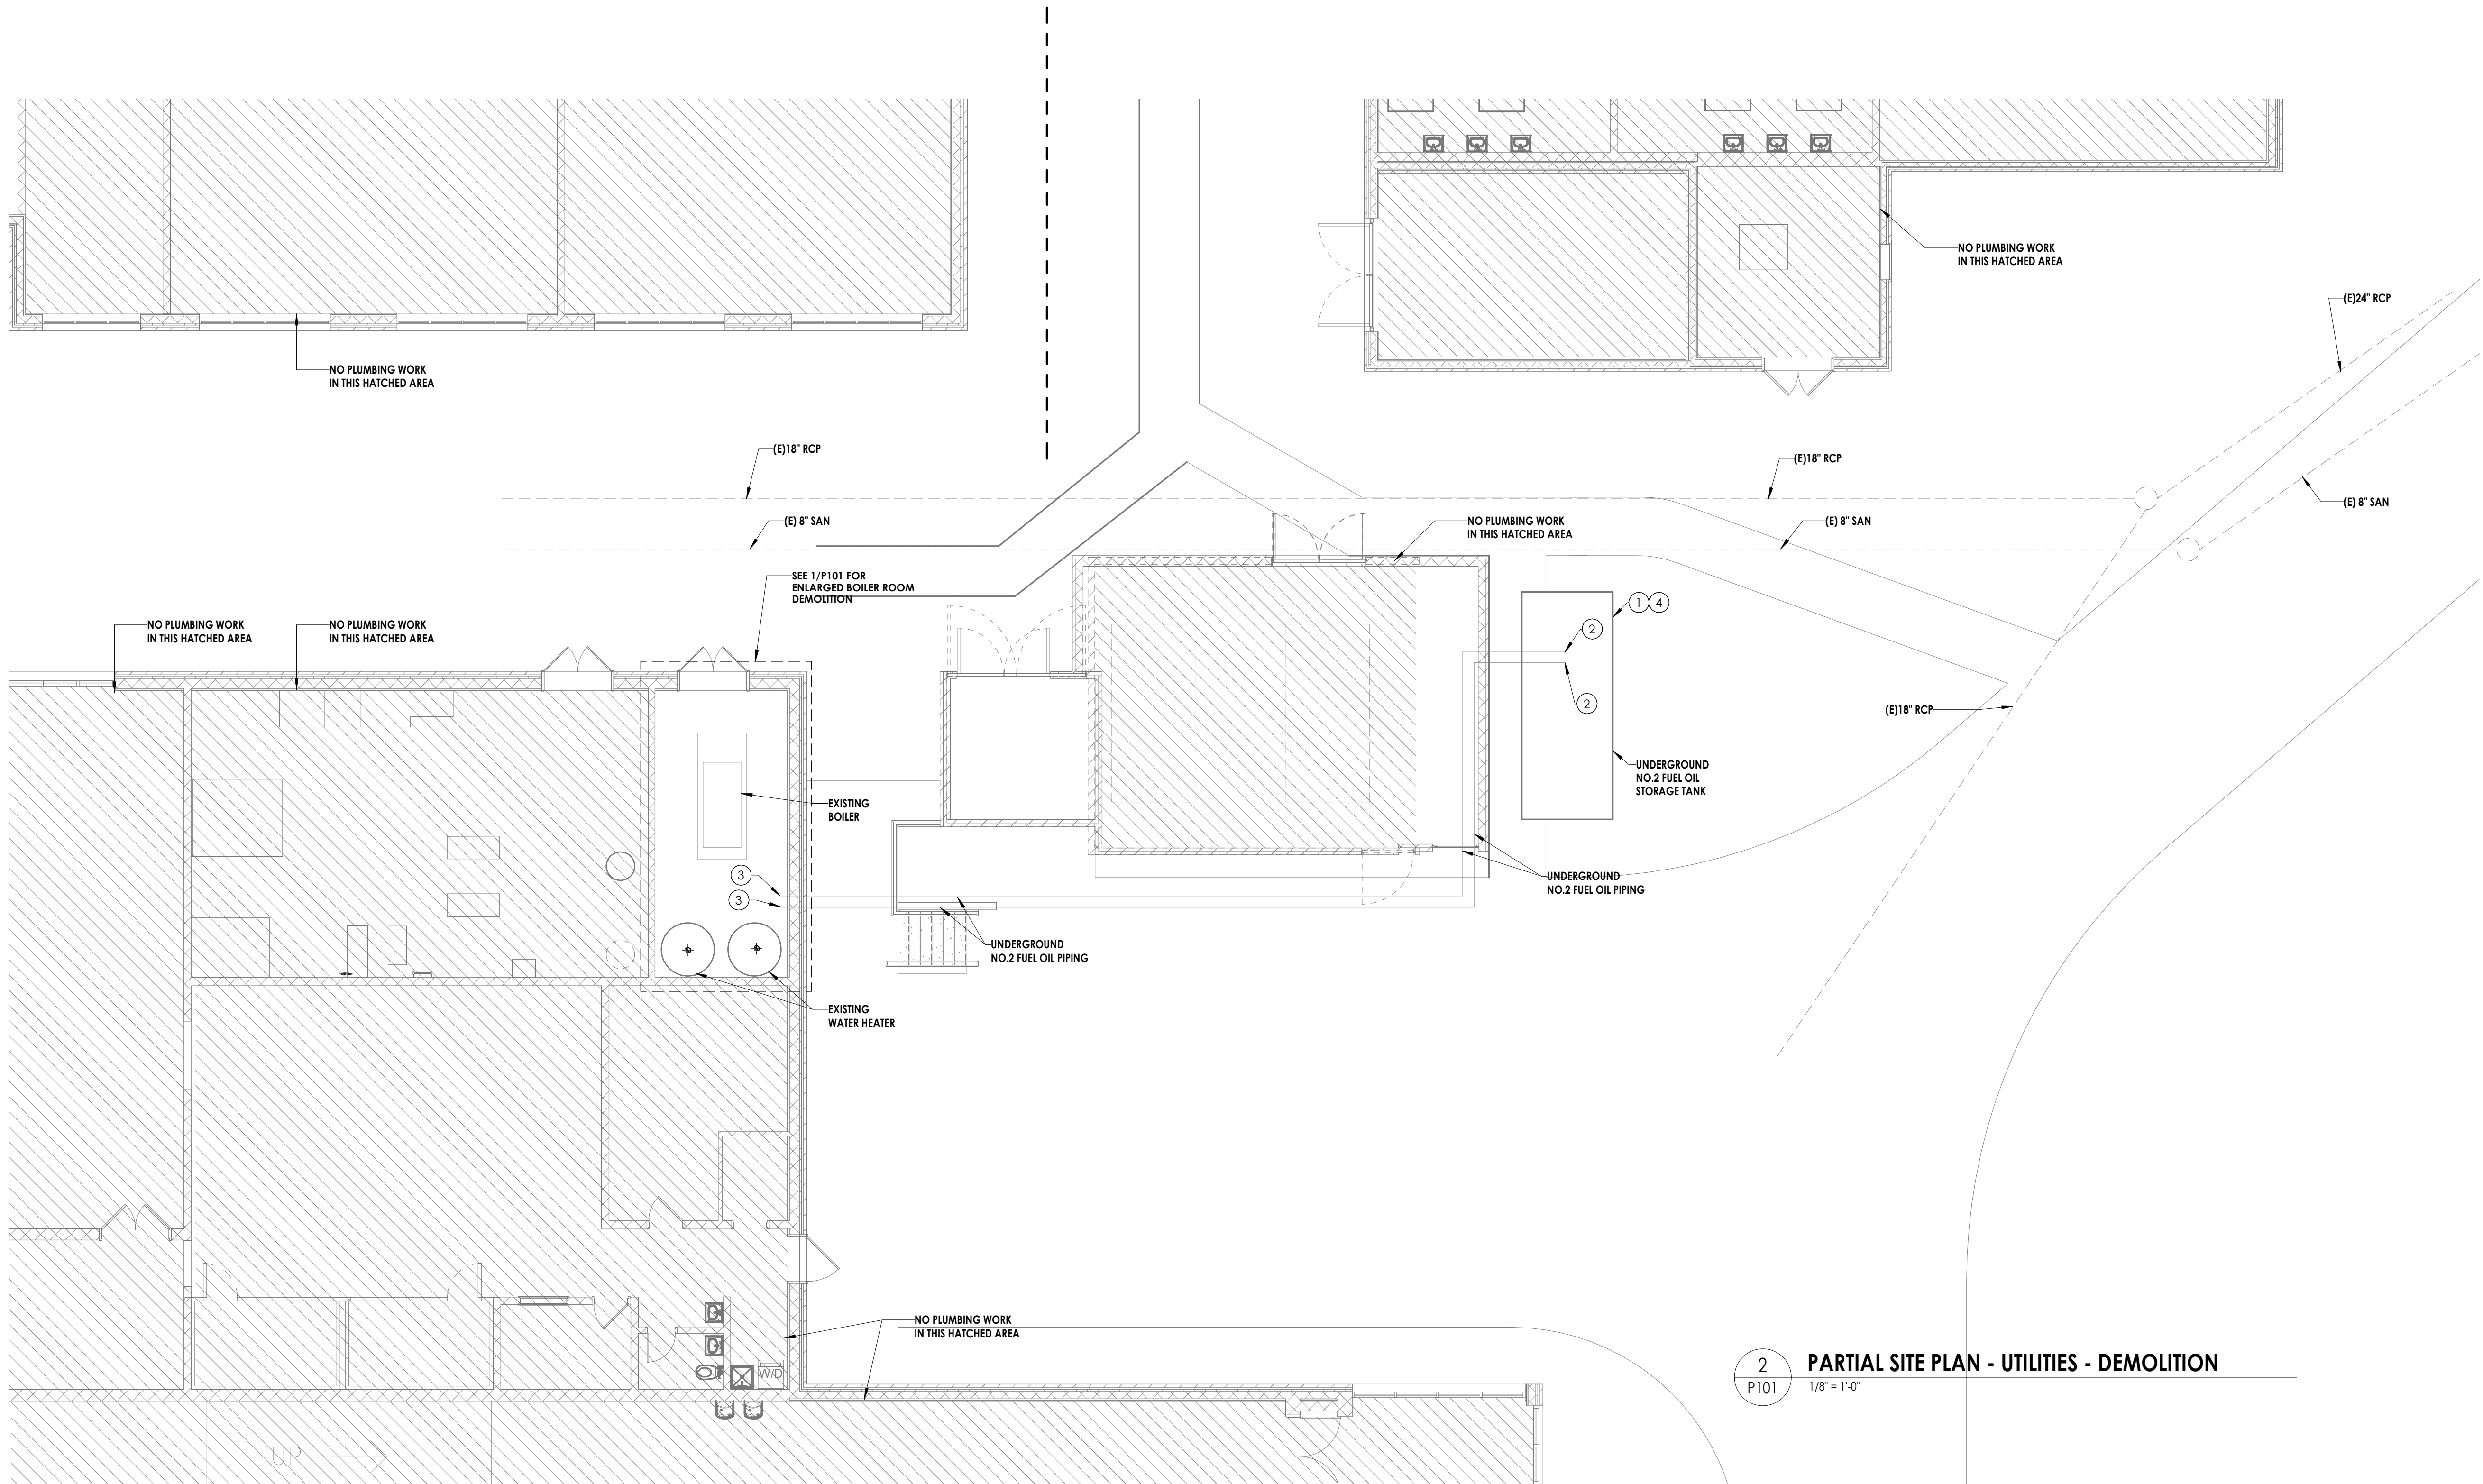 NO PLUMBING WORK
IN THIS HATCHED AREA
(E)24" RCP
NO PLUMBING WORK
IN THIS HATCHED AREA
(E)18" RCP
(E)18" RCP
(E) 8" SAN
(E) 8" SAN
NO PLUMBING WORK
IN THIS HATCHED AREA
(E) 8" SAN
SEE 1/P101 FOR
ENLARGED BOILER ROOM
DEMOLITION
1
4
NO PLUMBING WORK
IN THIS HATCHED AREA
NO PLUMBING WORK
IN THIS HATCHED AREA
2
2
(E)18" RCP
UNDERGROUND
NO.2 FUEL OIL
STORAGE TANK
EXISTING
BOILER
3
3
UNDERGROUND
NO.2 FUEL OIL PIPING
UNDERGROUND
NO.2 FUEL OIL PIPING
EXISTING
WATER HEATER
NO PLUMBING WORK
IN THIS HATCHED AREA
W/D
UP
2
P101
PARTIAL SITE PLAN - UTILITIES - DEMOLITION
1/8" = 1'-0"